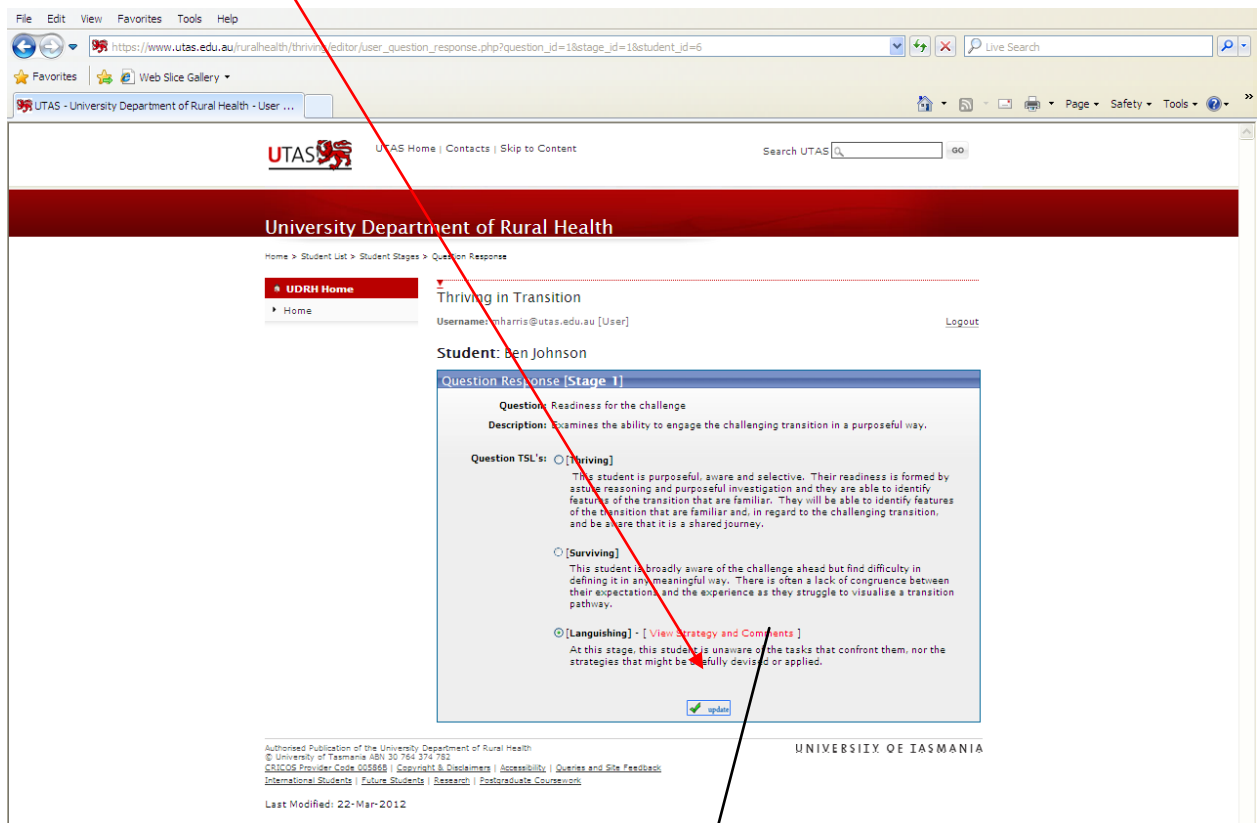 File Edit View Favorites Tools Help
https://www.utas.edu.au/ruralhealth/thriving/editor/user_question_response.php?question_id=1&stage_id=1&student_id=6
Live Search
Favorites Web Slice Gallery
UTAS - University Department of Rural Health - User ...
Page Safety Tools
UTAS
UTAS Home | Contacts | Skip to Content
Search UTAS
GO
University Department of Rural Health
Home > Student List > Student Stages > Question Response
UDRH Home
Home
Thriving in Transition
Username: mharris@utas.edu.au [User]
Logout
Student: Ben Johnson
Question Response [Stage 1]
Question: Readiness for the challenge
Description: Examines the ability to engage the challenging transition in a purposeful way.
Question TSL's: [Thriving]
This student is purposeful, aware and selective. Their readiness is formed by
astute reasoning and purposeful investigation and they are able to identify
features of the transition that are familiar. They will be able to identify features
of the transition that are familiar and, in regard to the challenging transition,
and be aware that it is a shared journey.
[Surviving]
This student is broadly aware of the challenge ahead but find difficulty in
defining it in any meaningful way. There is often a lack of congruence between
their expectations and the experience as they struggle to visualise a transition
pathway.
[Languishing] - [ View Strategy and Comments ]
At this stage, this student is unaware of the tasks that confront them, nor the
strategies that might be usefully devised or applied.
update
Authorised Publication of the University Department of Rural Health
© University of Tasmania ABN 30 764 374 782
CRICOS Provider Code 00586B | Copyright & Disclaimers | Accessibility | Queries and Site Feedback
International Students | Future Students | Research | Postgraduate Coursework
UNIVERSITY OF TASMANIA
Last Modified: 22-Mar-2012